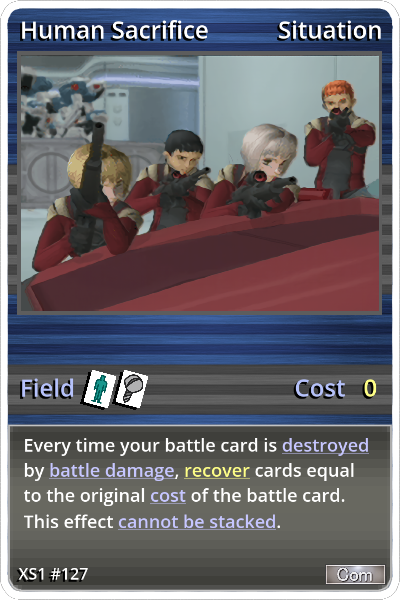 Human Sacrifice Situation
Field Cost 0
Every time your battle card is destroyed
by battle damage, recover cards equal
to the original cost of the battle card.
This effect cannot be stacked.
XS1 #127 Com